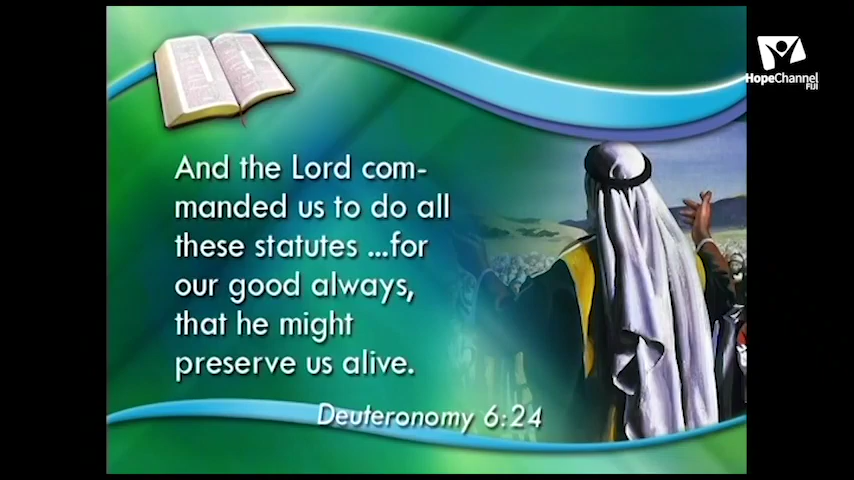 HopeChannel
FIJI
And the Lord com-
manded us to do all
these statutes ...for
our good always,
that he might
preserve us alive.
Deuteronomy 6:24